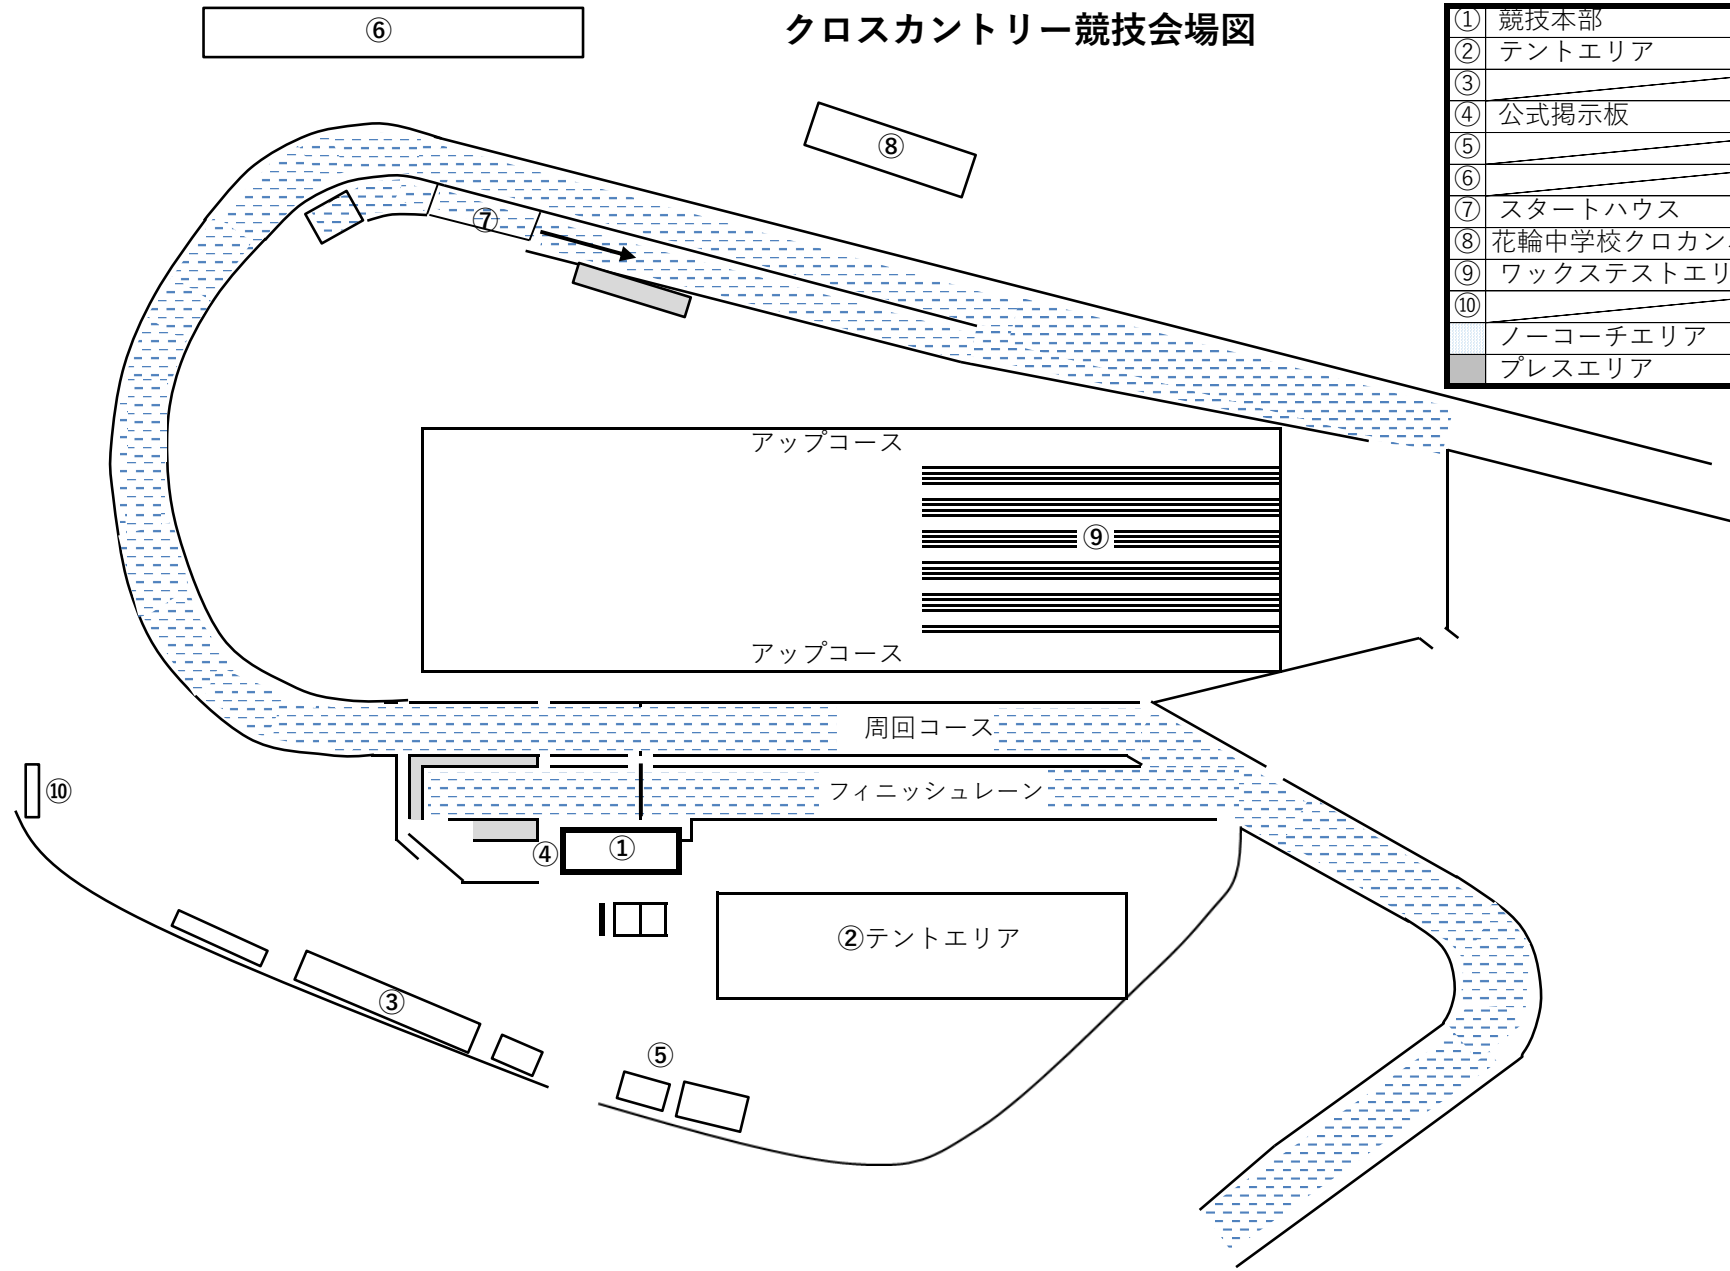 クロスカントリー競技会場図
① 競技本部
② テントエリア
③
④ 公式掲示板
⑤
⑥
⑦ スタートハウス
⑧ 花輪中学校クロカン
⑨ ワックステストエリ
⑩
ノーコーチエリア
プレスエリア
⑥
⑧
⑦
アップコース
⑨
アップコース
周回コース
フィニッシュレーン
⑩
④
①
②テントエリア
③
⑤